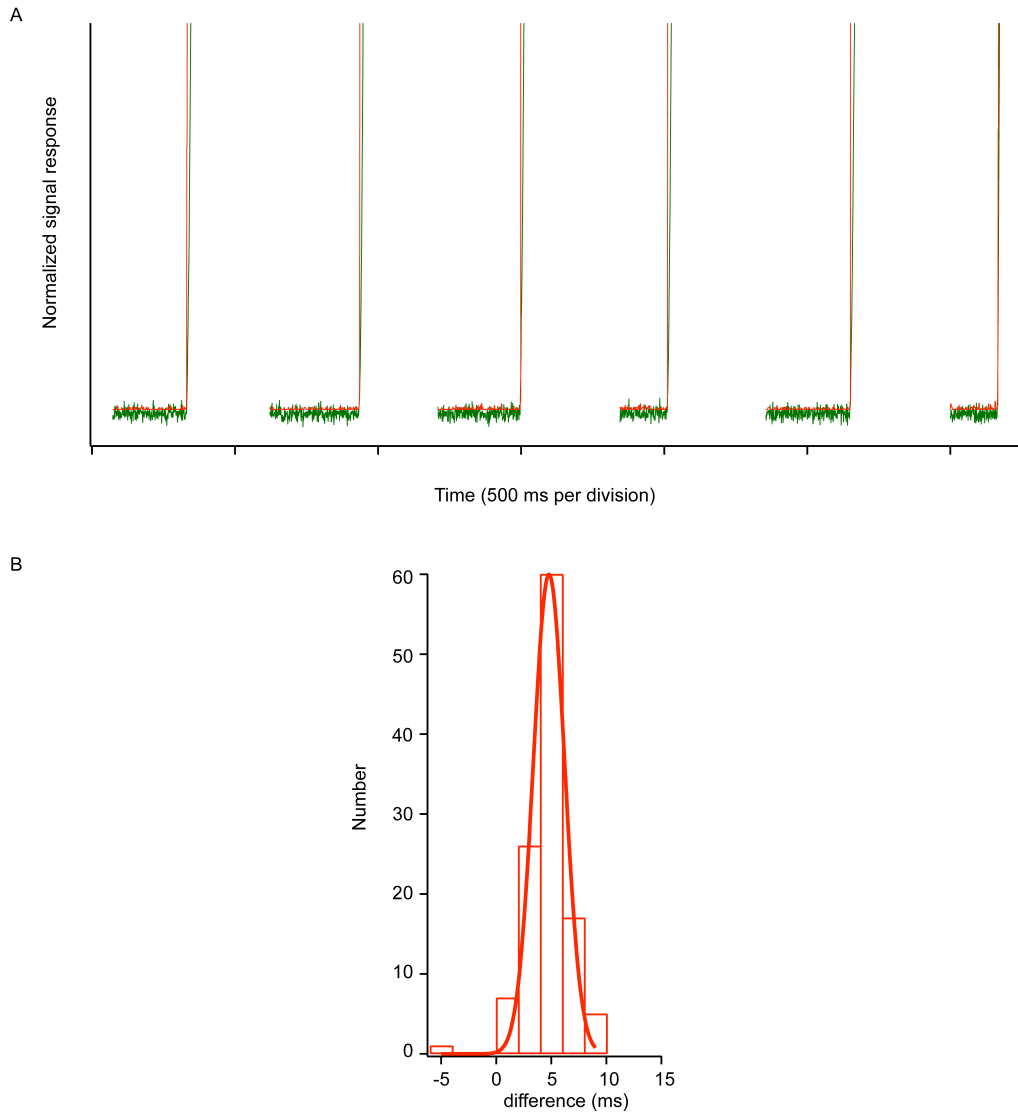 A
Normalized signal response
Time (500 ms per division)
B
60
50
40
30
20
10
0
Number
-5 0 5 10 15
difference (ms)